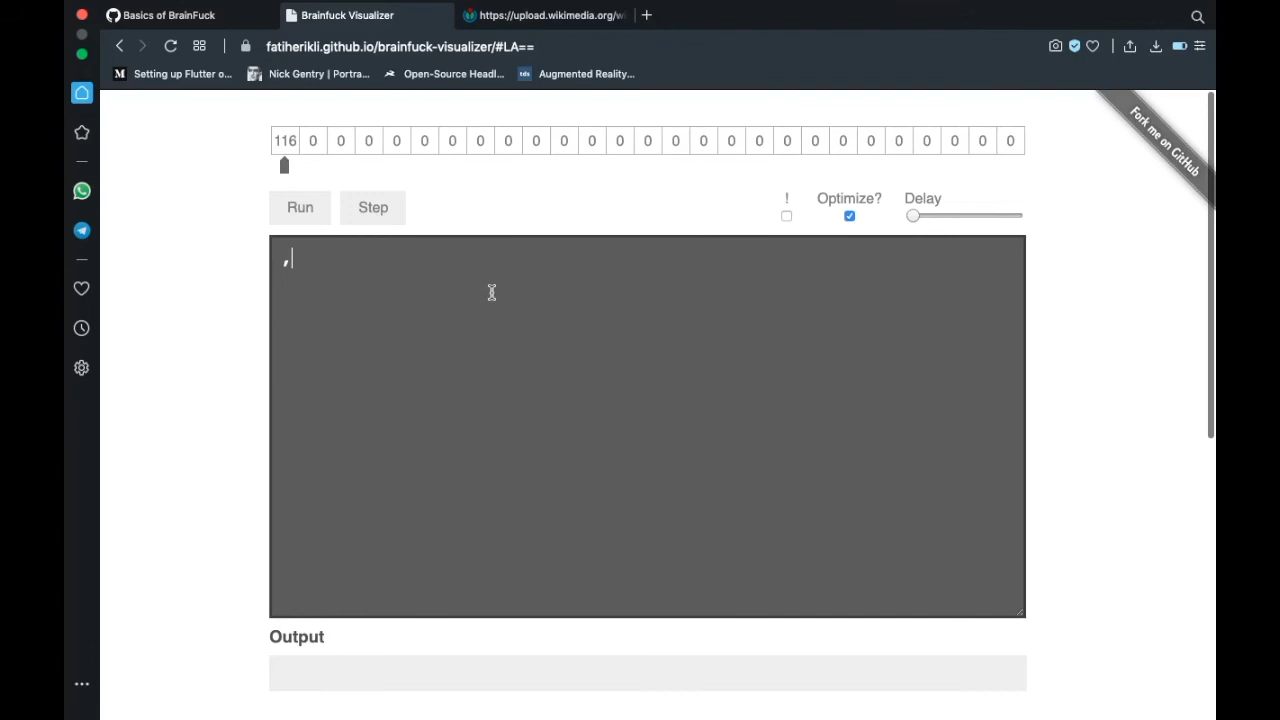 Basics of BrainFuck
Brainfuck Visualizer
https://upload.wikimedia.org/wi
fatiherikli.github.io/brainfuck-visualizer/#LA==
M Setting up Flutter o...
Nick Gentry | Portra...
Open-Source Headl...
tds Augmented Reality...
Fork me on GitHub
116 0 0 0 0 0 0 0 0 0 0 0 0 0 0 0 0 0 0 0 0 0 0 0 0 0 0
Run Step ! Optimize? Delay
,
Output